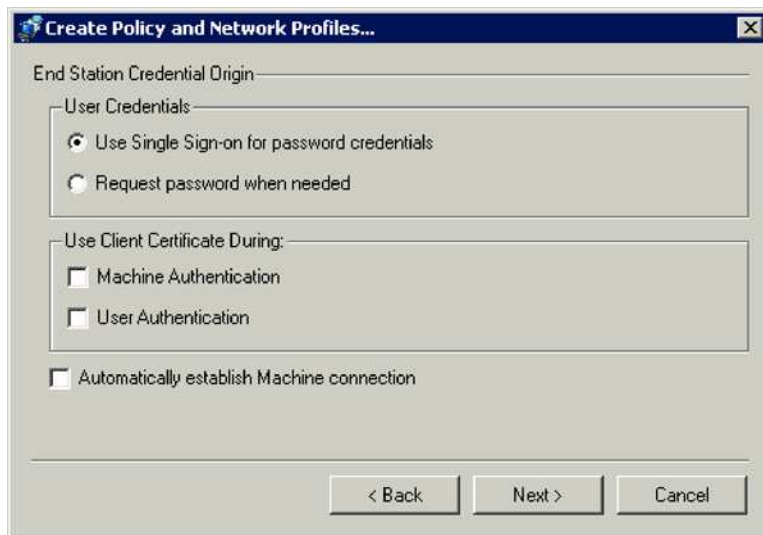 Create Policy and Network Profiles...
End Station Credential Origin
User Credentials
Use Single Sign-on for password credentials
Request password when needed
Use Client Certificate During:
Machine Authentication
User Authentication
Automatically establish Machine connection
< Back
Next >
Cancel